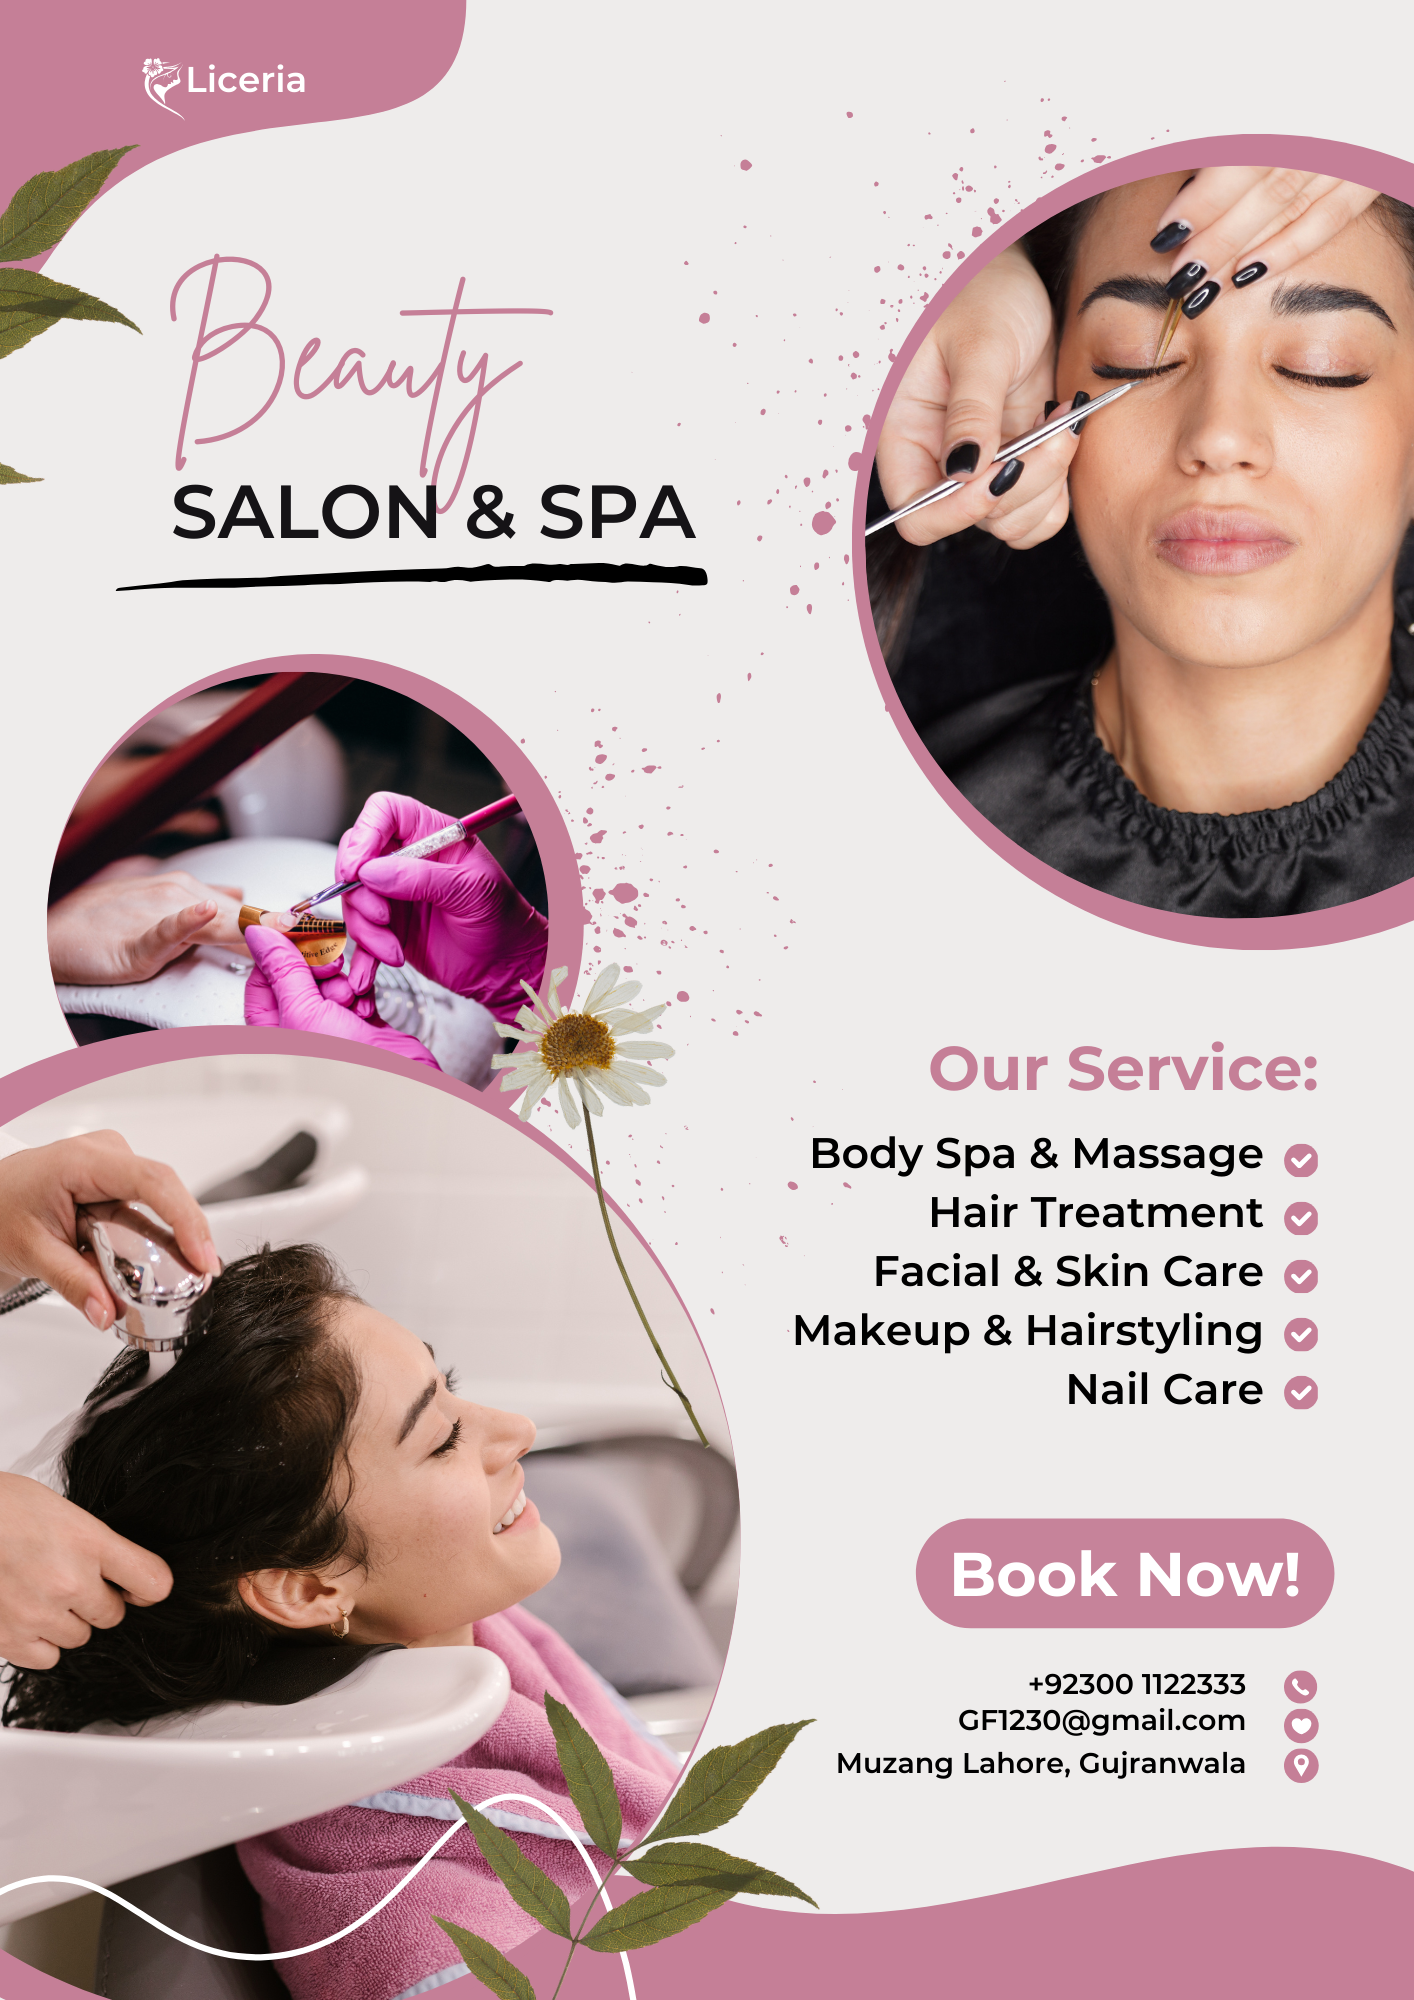 Liceria
Beauty
SALON & SPA
Our Service:
Body Spa & Massage
Hair Treatment
Facial & Skin Care
Makeup & Hairstyling
Nail Care
Book Now!
+92300 1122333
GF1230@gmail.com
Muzang Lahore, Gujranwala